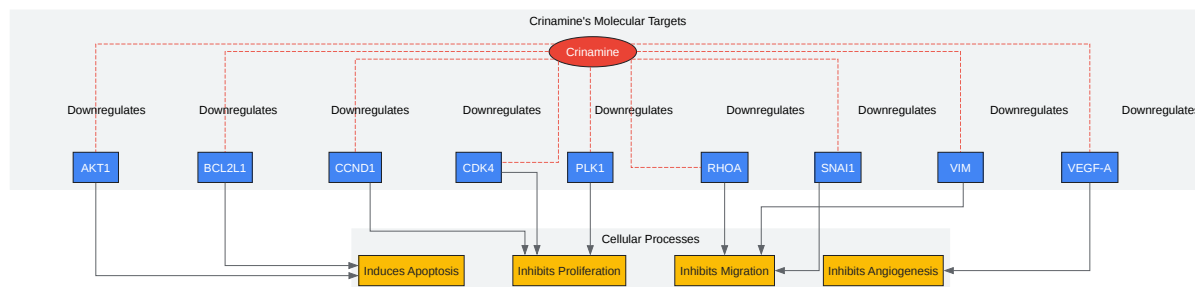 Crinamine's Molecular Targets
Crinamine
Downregulates Downregulates Downregulates Downregulates Downregulates Downregulates Downregulates Downregulates Downregulates
AKT1 BCL2L1 CCND1 CDK4 PLK1 RHOA SNAI1 VIM VEGF-A
Cellular Processes
Induces Apoptosis Inhibits Proliferation Inhibits Migration Inhibits Angiogenesis